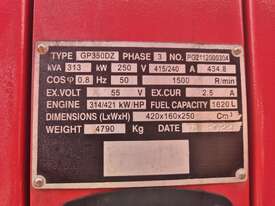 TYPE GP350DZ PHASE 3 NO. PG2112000304
kVA 313 kW 250 V 415/240 A 434.8
COSφ 0.8 Hz 50 1500 R/min
EX.VOLT 55 V EX.CUR 2.5 A
ENGINE 314/421 kW/HP FUEL CAPACITY 1620 L
DIMENSIONS (LxWxH) 420x160x250 Cm³
WEIGHT 4790 Kg DATE